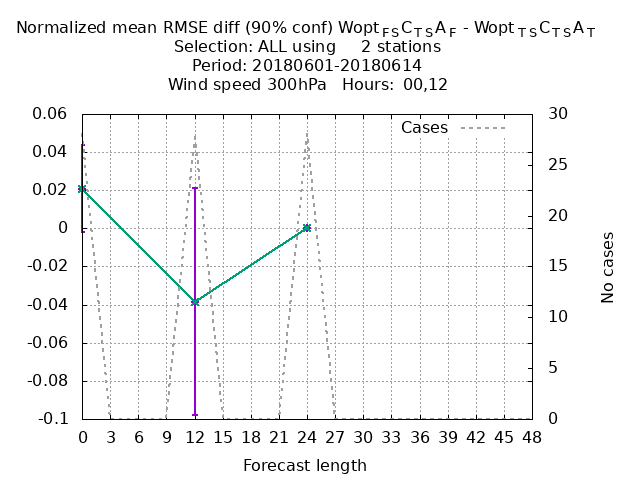 Normalized mean RMSE diff (90% conf) Wopt FS C TS A F - Wopt TS C TS A T
Selection: ALL using 2 stations
Period: 20180601-20180614
Wind speed 300hPa Hours: 00,12
Cases
0.06
0.04
0.02
0
-0.02
-0.04
-0.06
-0.08
-0.1
30
25
20
15
10
5
0
No cases
0 3 6 9 12 15 18 21 24 27 30 33 36 39 42 45 48
Forecast length